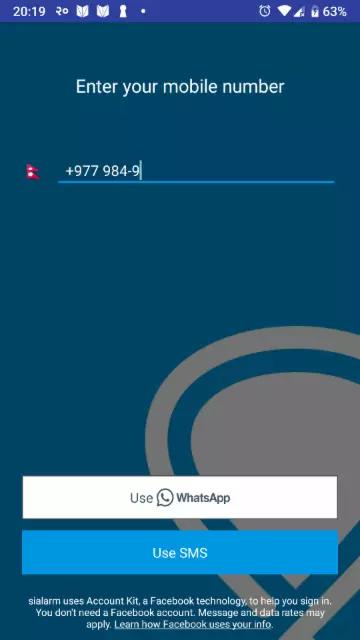 20:19 २० 63%
Enter your mobile number
+977 984-9
Use WhatsApp
Use SMS
sialarm uses Account Kit, a Facebook technology, to help you sign in.
You don't need a Facebook account. Message and data rates may
apply. Learn how Facebook uses your info.